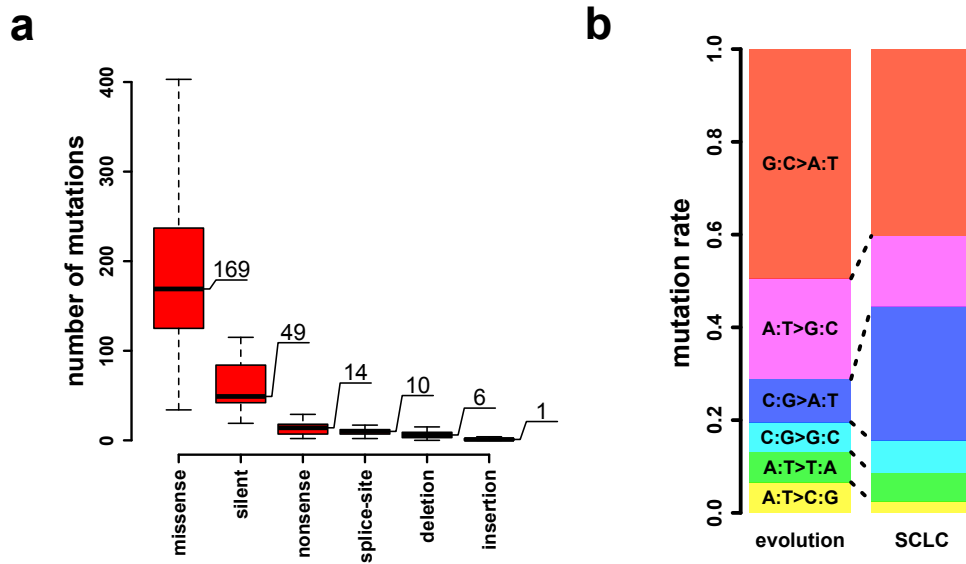 a
number of mutations
400
300
200
100
0
169
49
14
10
6
1
missense
silent
nonsense
splice-site
deletion
insertion
b
mutation rate
1.0
0.8
0.6
0.4
0.2
0.0
G:C>A:T
A:T>G:C
C:G>A:T
C:G>G:C
A:T>T:A
A:T>C:G
evolution
SCLC